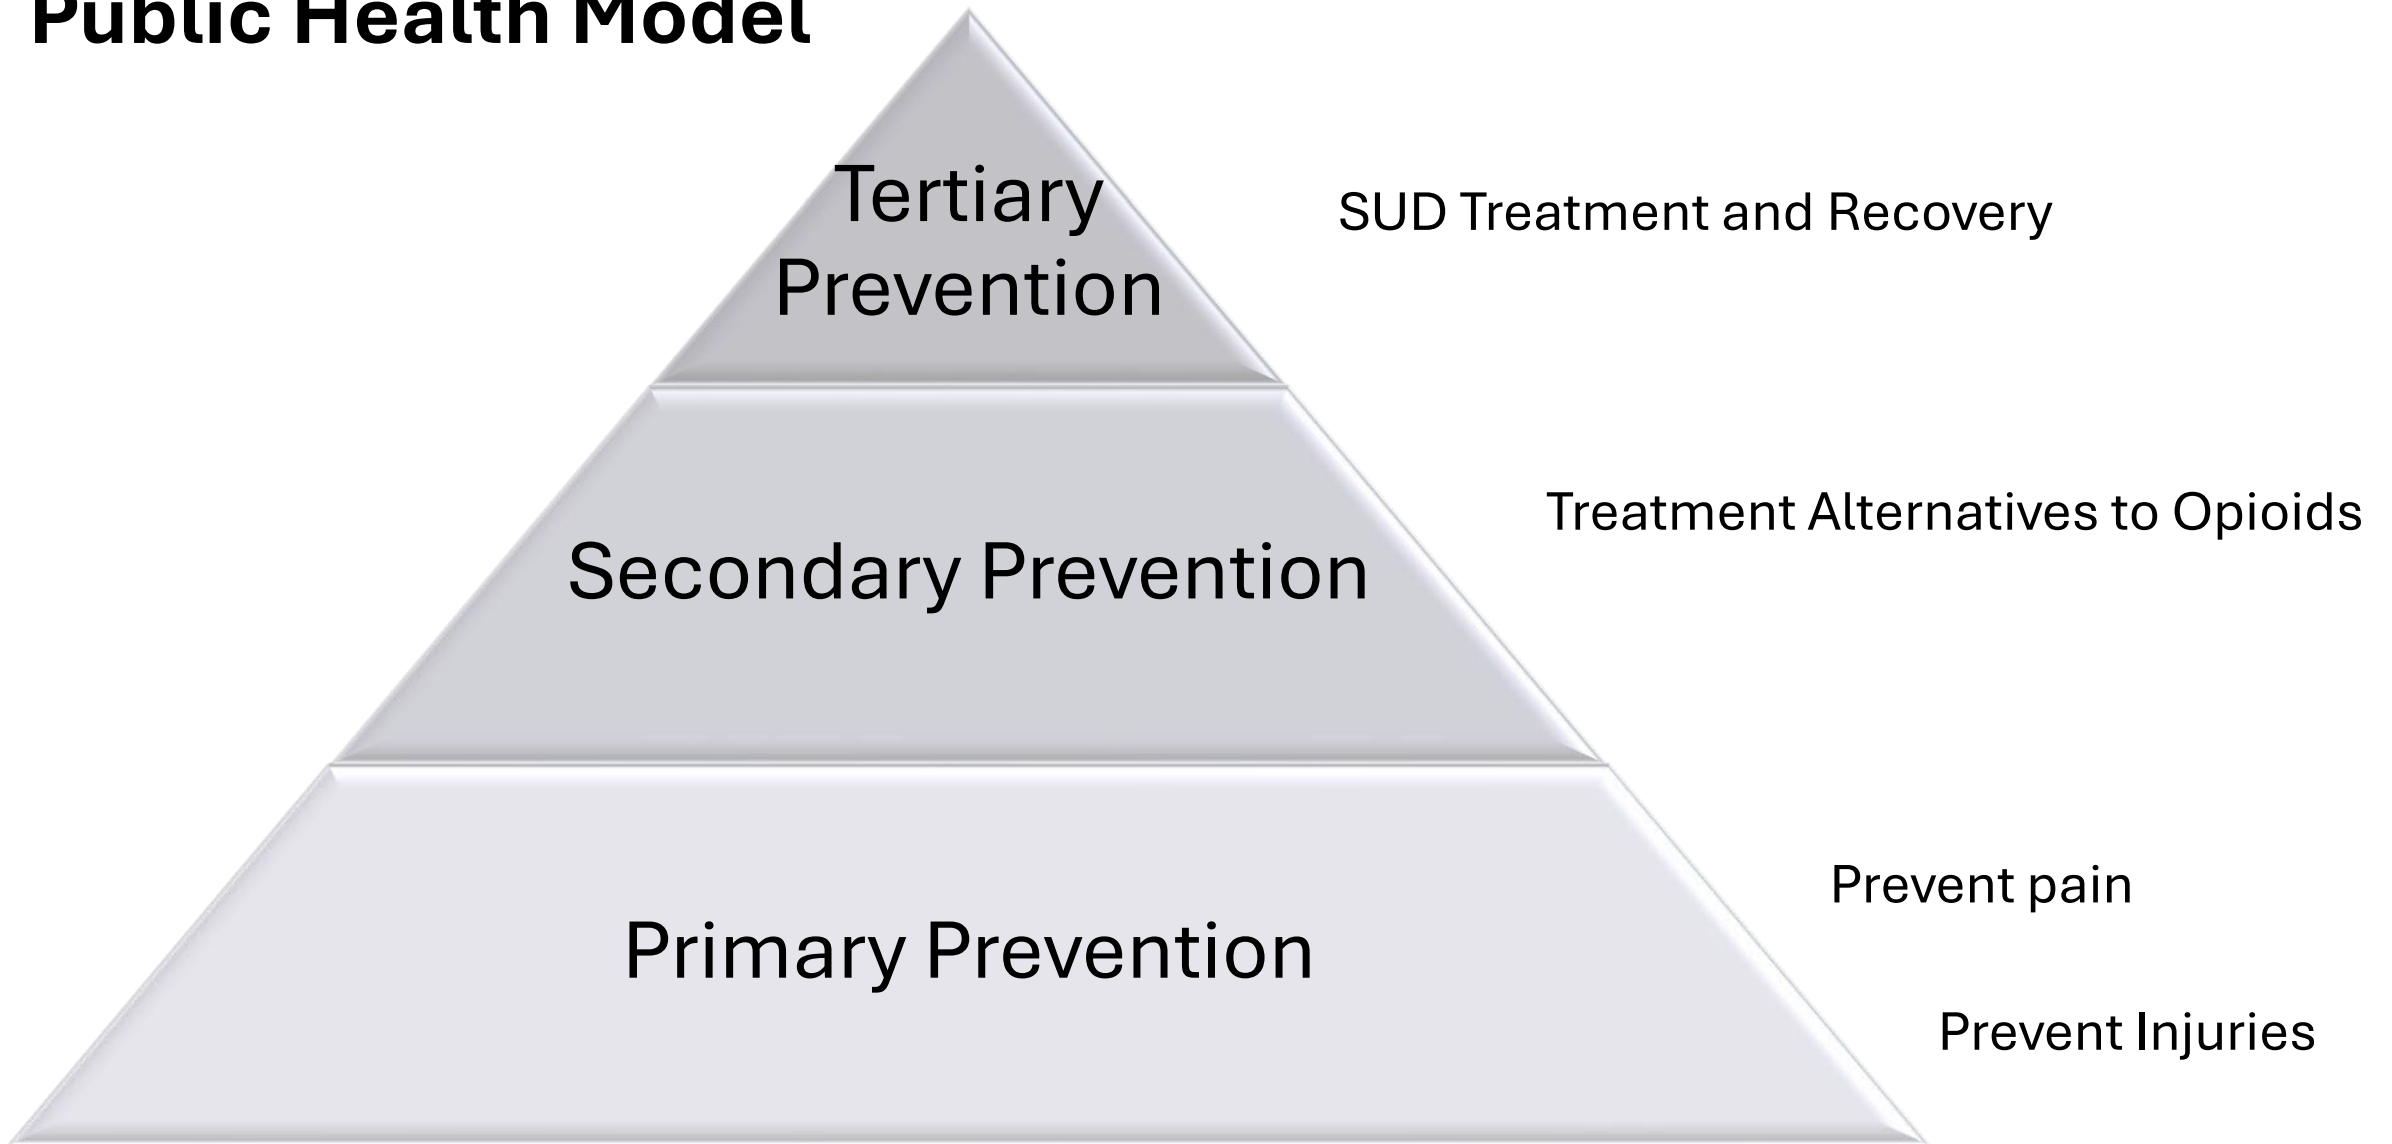 Public Health Model
Tertiary
Prevention
SUD Treatment and Recovery
Secondary Prevention
Treatment Alternatives to Opioids
Primary Prevention
Prevent pain
Prevent Injuries